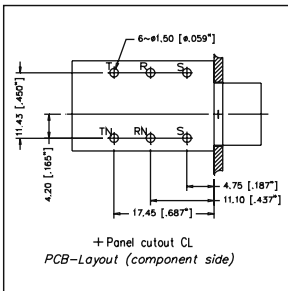 6~ø1,50 [ø.059"]
T R S
11.43 [.450"]
TN RN S
4.20 [.165"]
4.75 [.187"]
11.10 [.437"]
17.45 [.687"]
+ Panel cutout CL
PCB-Layout (component side)